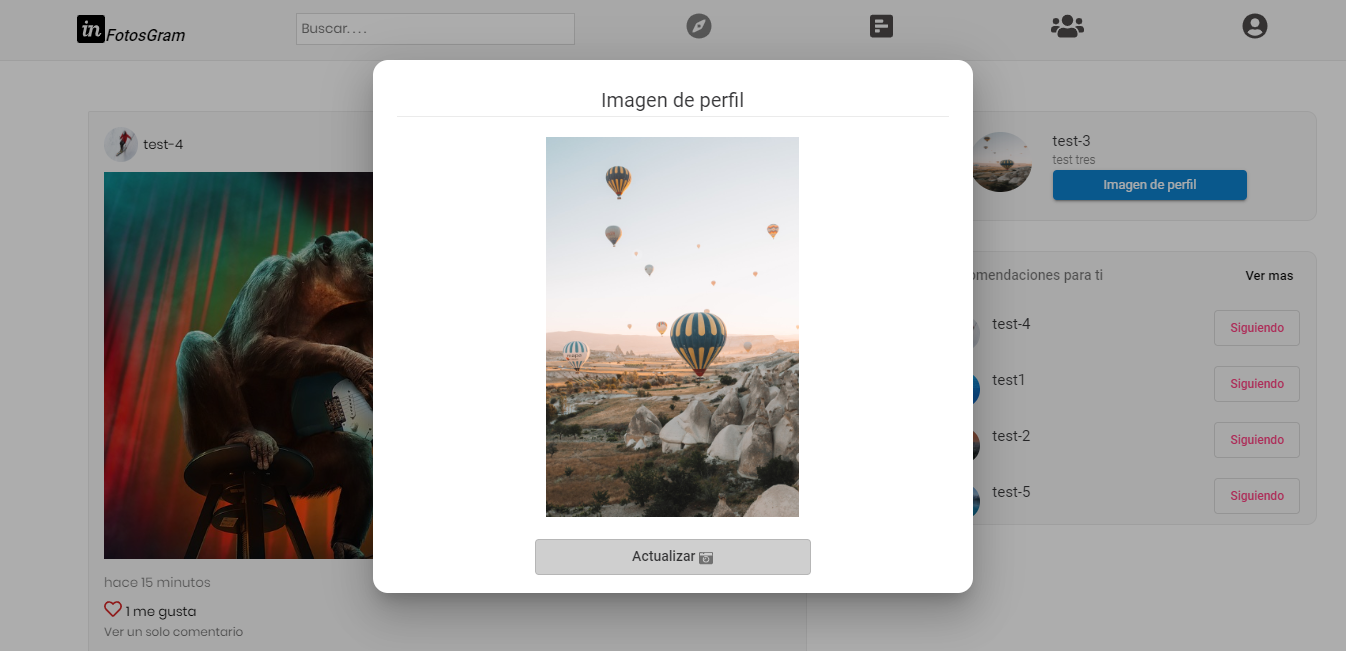 in FotosGram
Buscar....
Imagen de perfil
test-4
test-3
test tres
Imagen de perfil
omendaciones para ti
Ver mas
test-4
Siguiendo
test1
Siguiendo
test-2
Siguiendo
test-5
Siguiendo
Actualizar
hace 15 minutos
1 me gusta
Ver un solo comentario